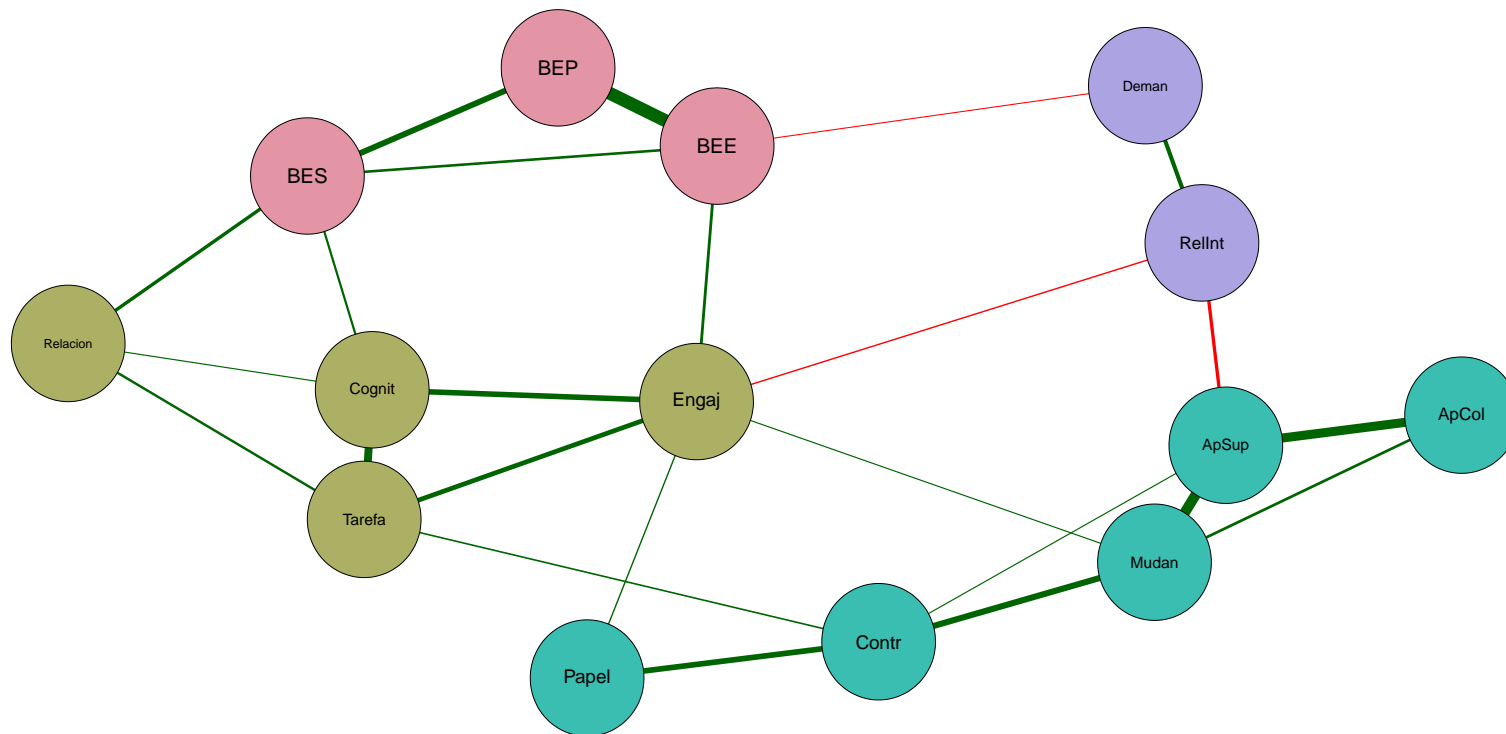 BEP
Deman
BEE
BES
RelInt
Relacion
Cognit
Engaj
ApCol
ApSup
Tarefa
Mudan
Contr
Papel